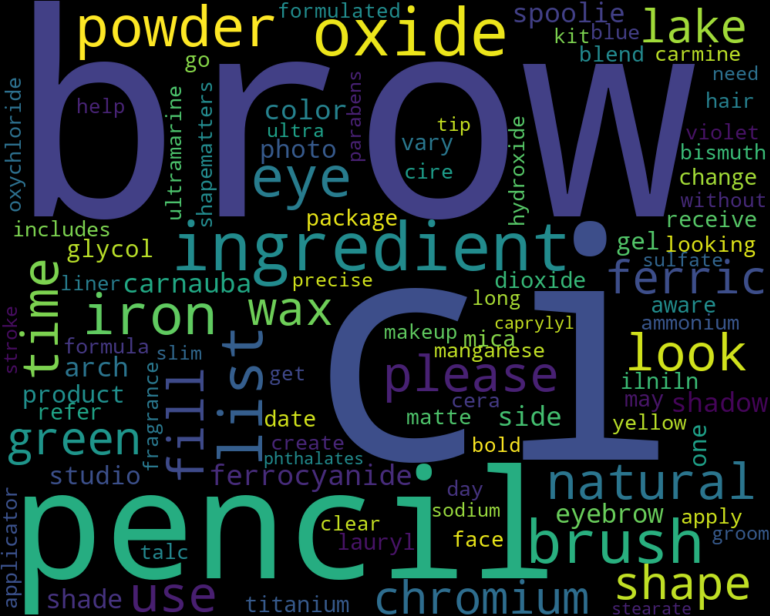 formulated
spoolie
powder
oxide
lake
kit
blue
blend
carmine
go
need
brow
oxychloride
help
ultramarine
shapematters
color
ultra
photo
parabens
tip
vary
cire
hair
violet
bismuth
hydroxide
eye
change
without
package
receive
includes
ingredient
gel
looking
glycol
sulfate
time
liner
carnauba
precise
dioxide
ferric
ci
long
aware
iron
wax
caprylyl
ammonium
stroke
makeup
mica
look
formula
slim
list
manganese
arch
get
please
ilniln
product
fill
cera
may
shadow
refer
fragrance
date
matte
side
yellow
green
create
bold
one
phthalates
studio
ferrocyanide
natural
pencil
day
applicator
sodium
eyebrow
apply
clear
brush
groom
talc
lauryl
face
shape
shade
use
titanium
chromium
stearate